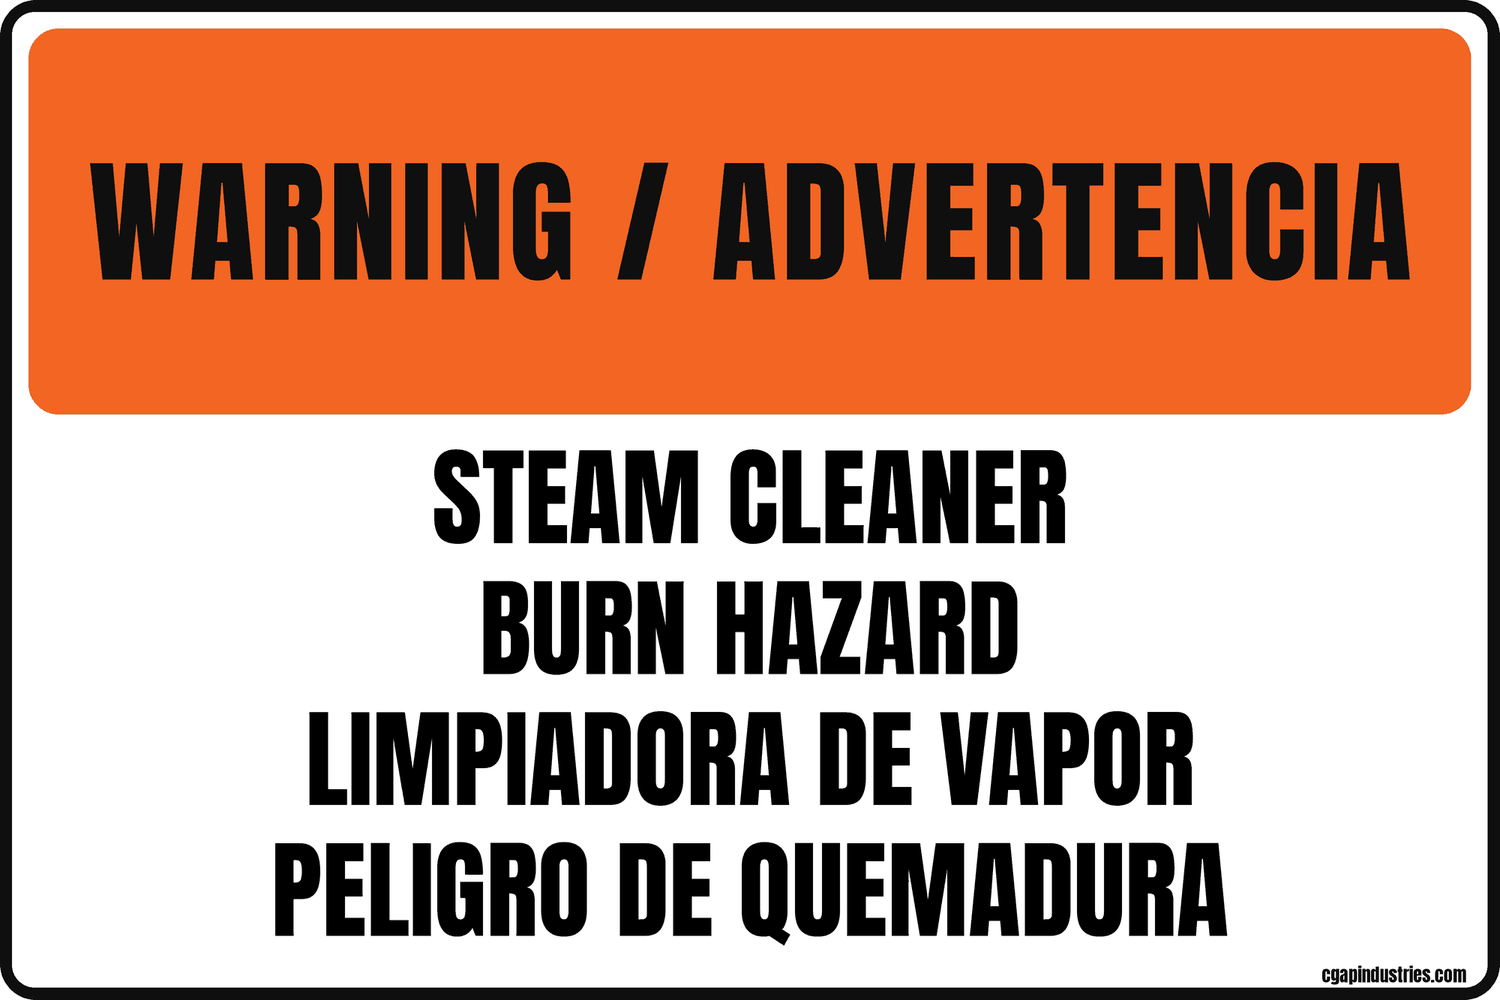 WARNING / ADVERTENCIA
STEAM CLEANER
BURN HAZARD
LIMPIADORA DE VAPOR
PELIGRO DE QUEMADURA
cgapindustries.com